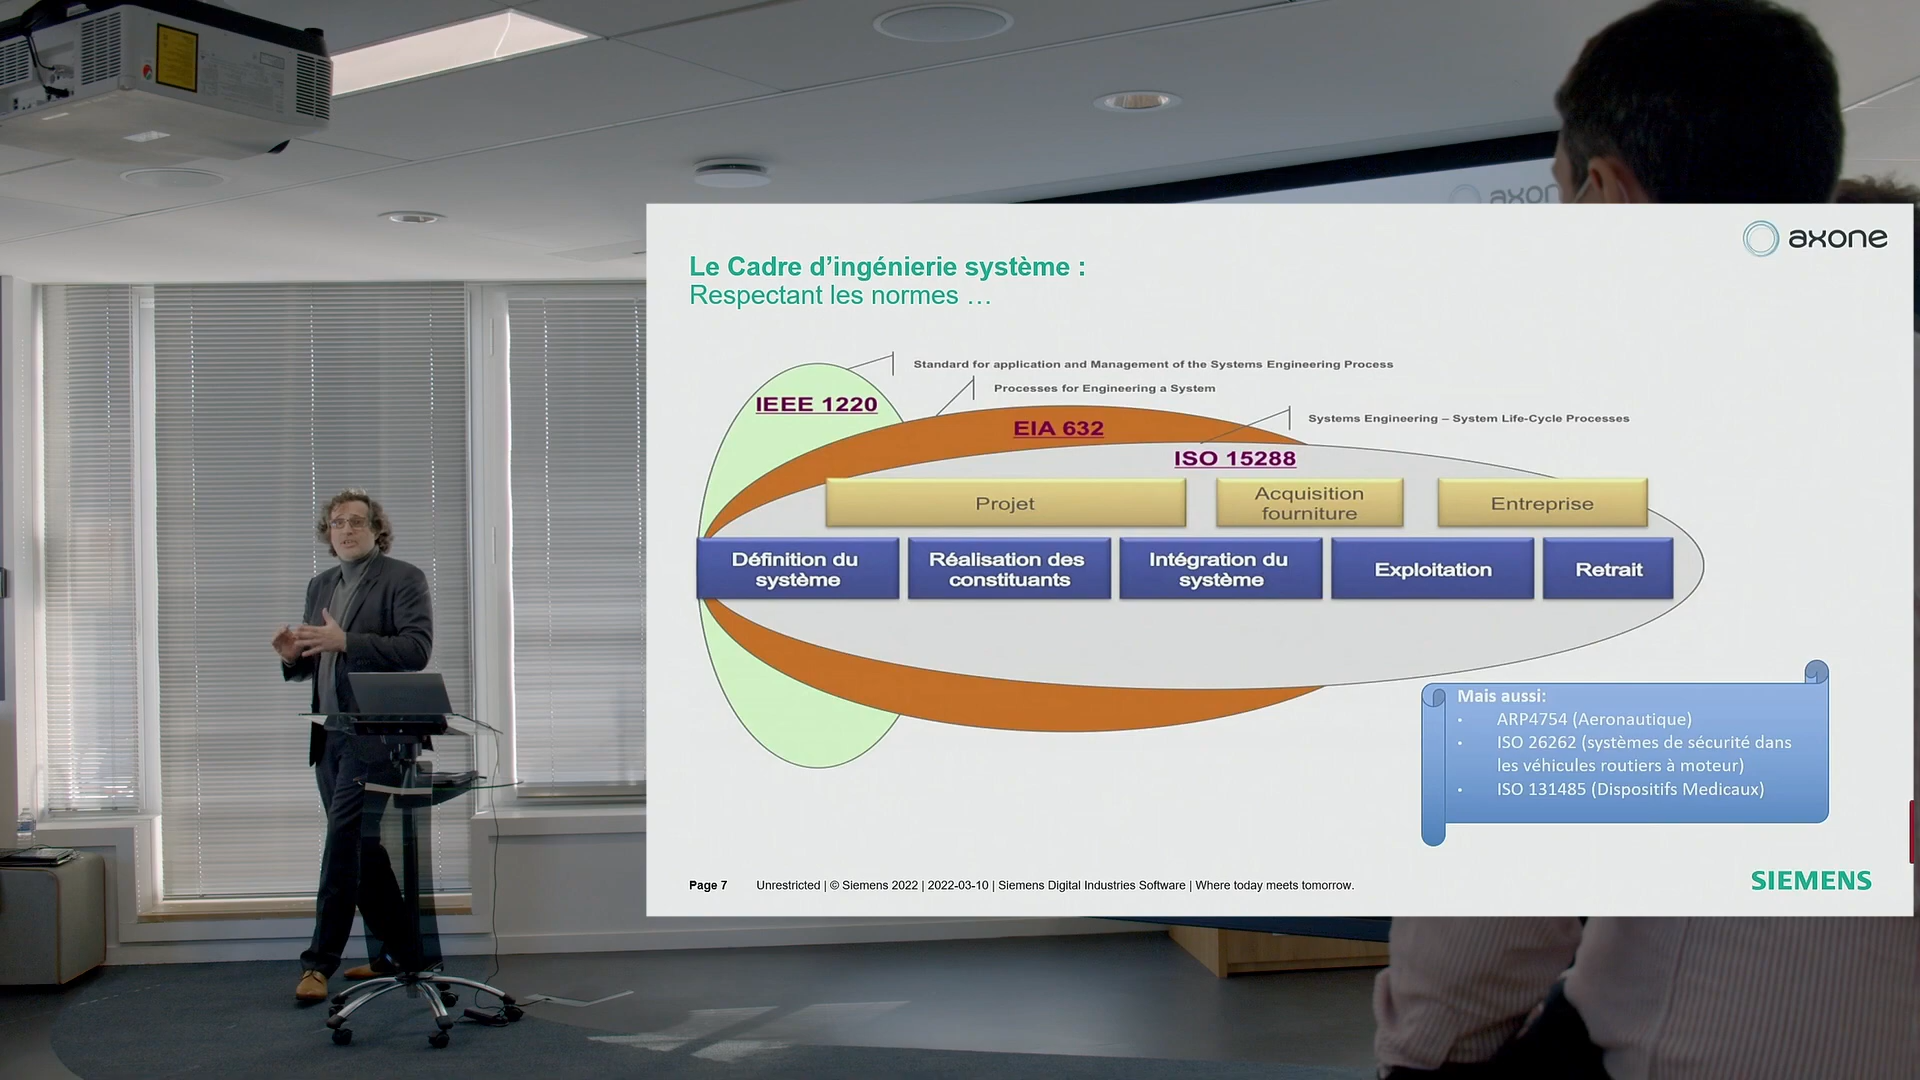 axon
axone
Le Cadre d’ingénierie système :
Respectant les normes …
Standard for application and Management of the Systems Engineering Process
Processes for Engineering a System
Systems Engineering – System Life-Cycle Processes
IEEE 1220
EIA 632
ISO 15288
Projet
Acquisition
fourniture
Entreprise
Définition du
système
Réalisation des
constituants
Intégration du
système
Exploitation
Retrait
Mais aussi:
• ARP4754 (Aeronautique)
• ISO 26262 (systèmes de sécurité dans
les véhicules routiers à moteur)
• ISO 131485 (Dispositifs Medicaux)
Page 7 Unrestricted | © Siemens 2022 | 2022-03-10 | Siemens Digital Industries Software | Where today meets tomorrow.
SIEMENS